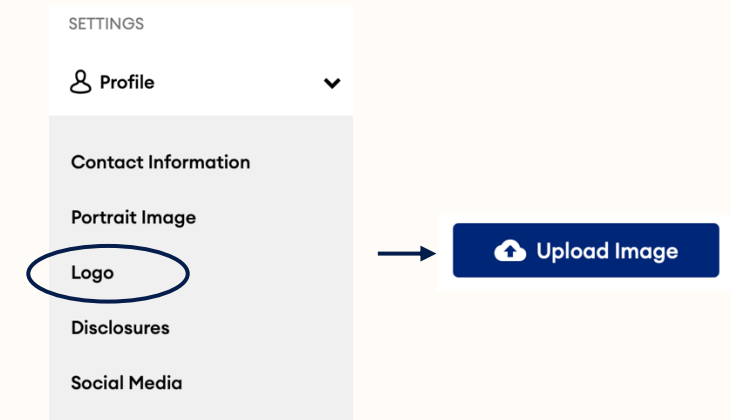 SETTINGS
Profile
Contact Information
Portrait Image
Logo
Upload Image
Disclosures
Social Media